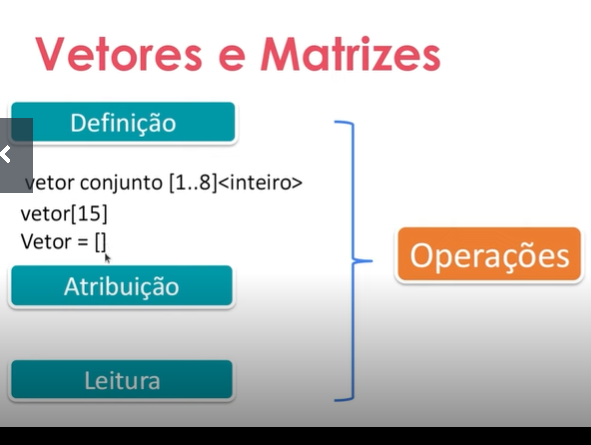 Vetores e Matrizes
Definição
vetor conjunto [1..8]<inteiro>
vetor[15]
Vetor = []
Atribuição
Leitura
Operações